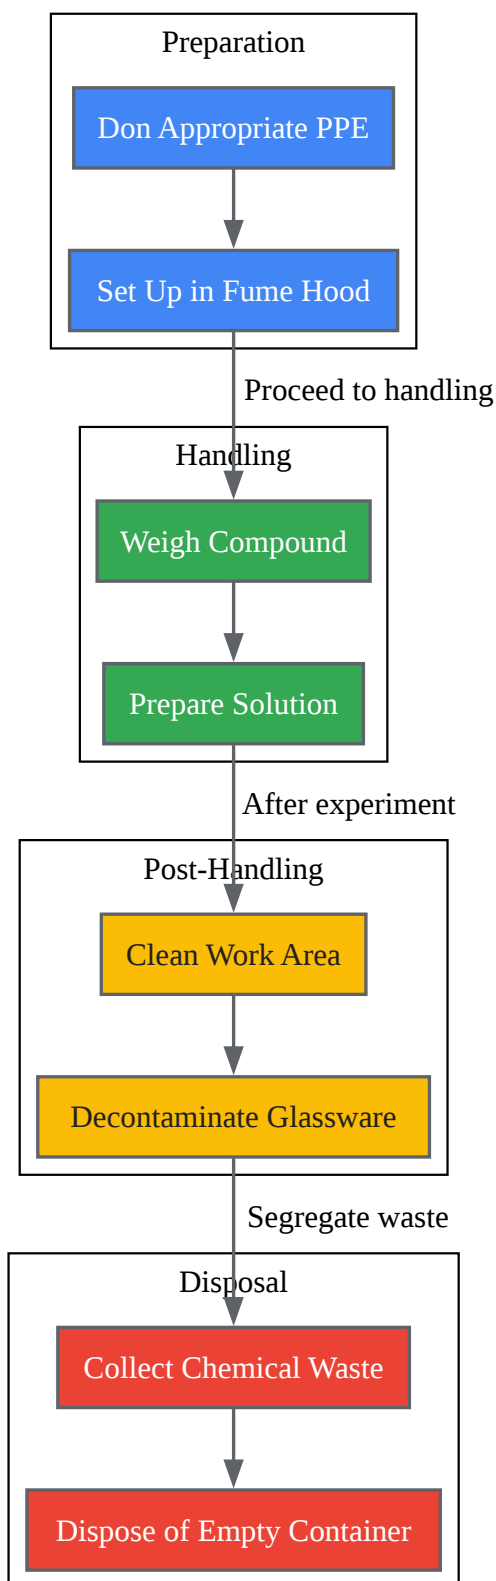 Preparation
Don Appropriate PPE
Set Up in Fume Hood
Proceed to handling
Handling
Weigh Compound
Prepare Solution
After experiment
Post-Handling
Clean Work Area
Decontaminate Glassware
Segregate waste
Disposal
Collect Chemical Waste
Dispose of Empty Container